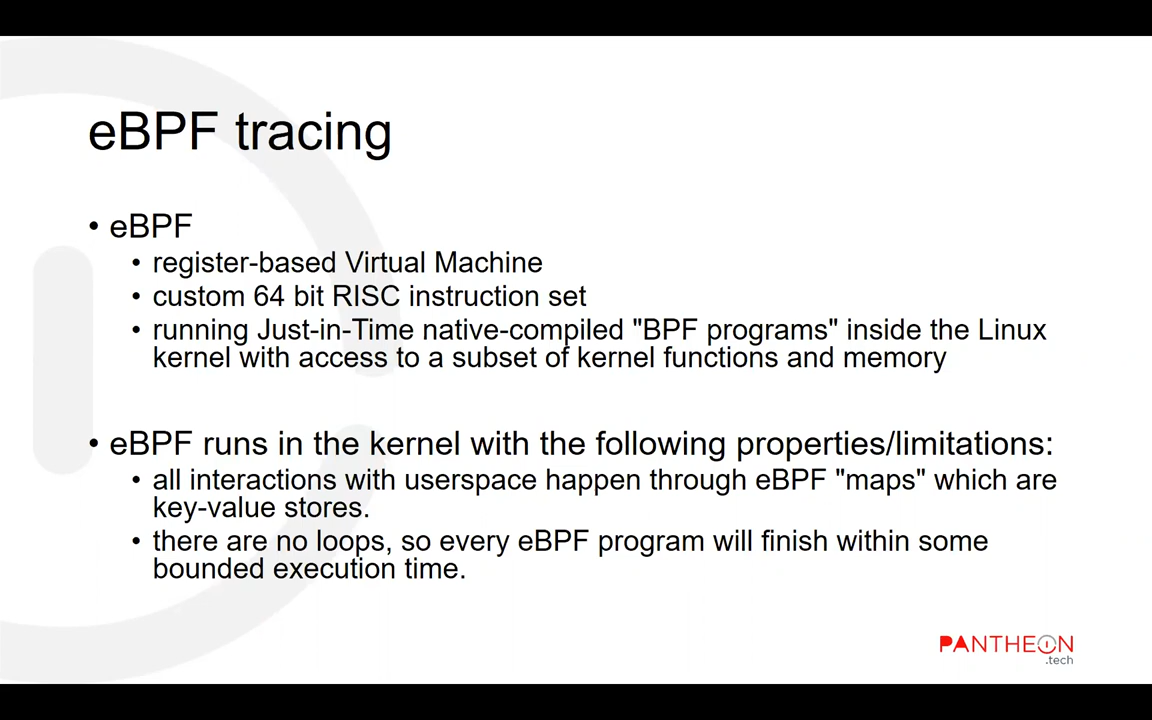 eBPF tracing
• eBPF
• register-based Virtual Machine
• custom 64 bit RISC instruction set
• running Just-in-Time native-compiled "BPF programs" inside the Linux
kernel with access to a subset of kernel functions and memory
• eBPF runs in the kernel with the following properties/limitations:
• all interactions with userspace happen through eBPF "maps" which are
key-value stores.
• there are no loops, so every eBPF program will finish within some
bounded execution time.
PANTHEON
.tech